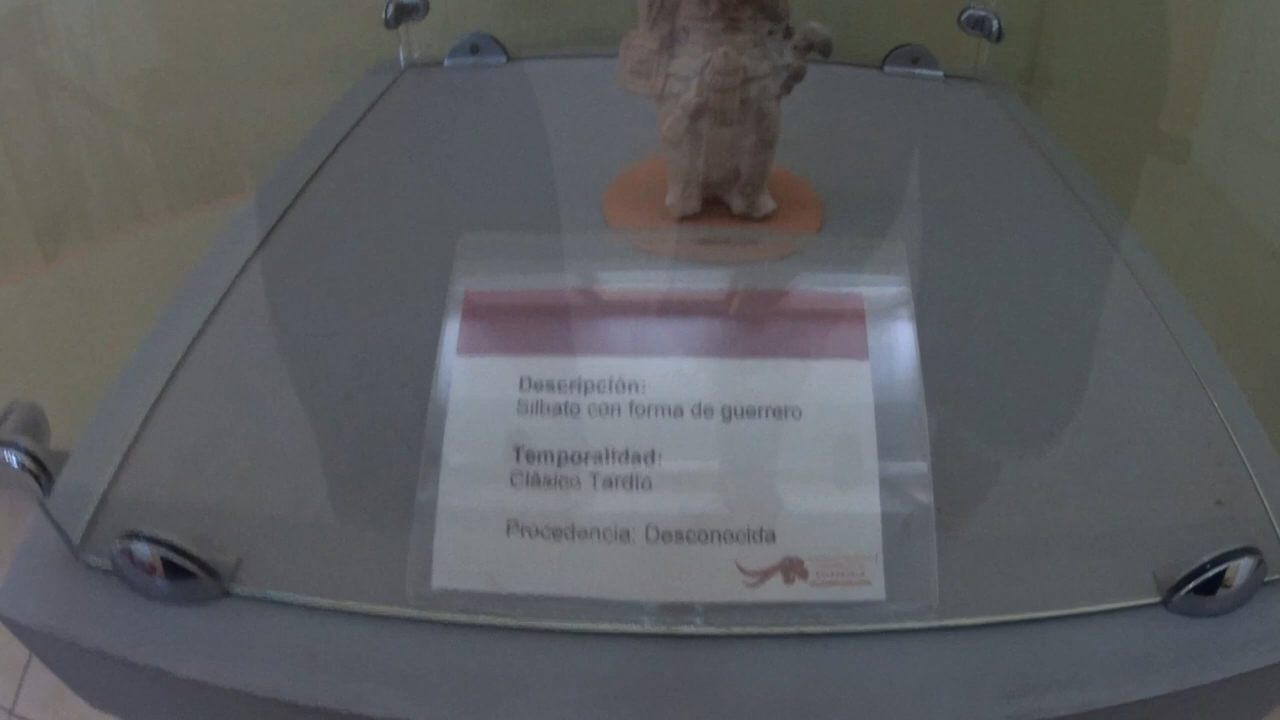 Descripción:
Silbato con forma de guerrero
Temporalidad:
Clásico Tardío
Procedencia: Desconocida